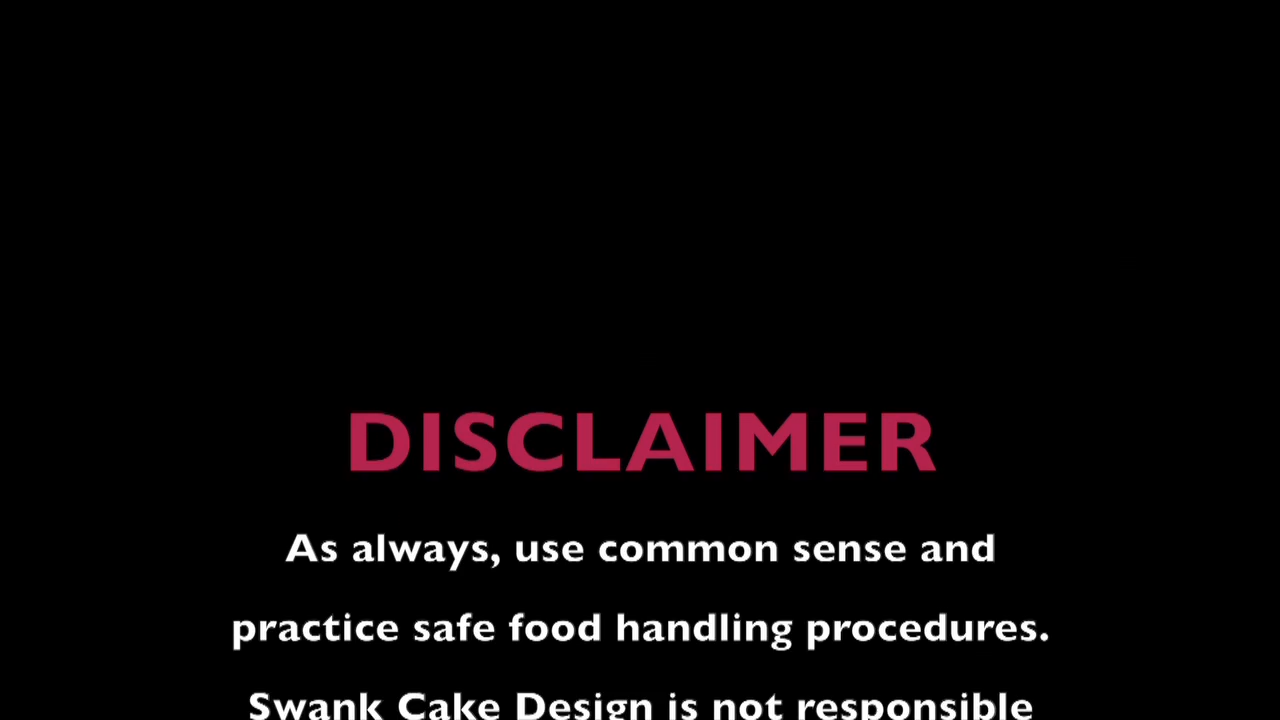 DISCLAIMER
As always, use common sense and
practice safe food handling procedures.
Swank Cake Design is not responsible